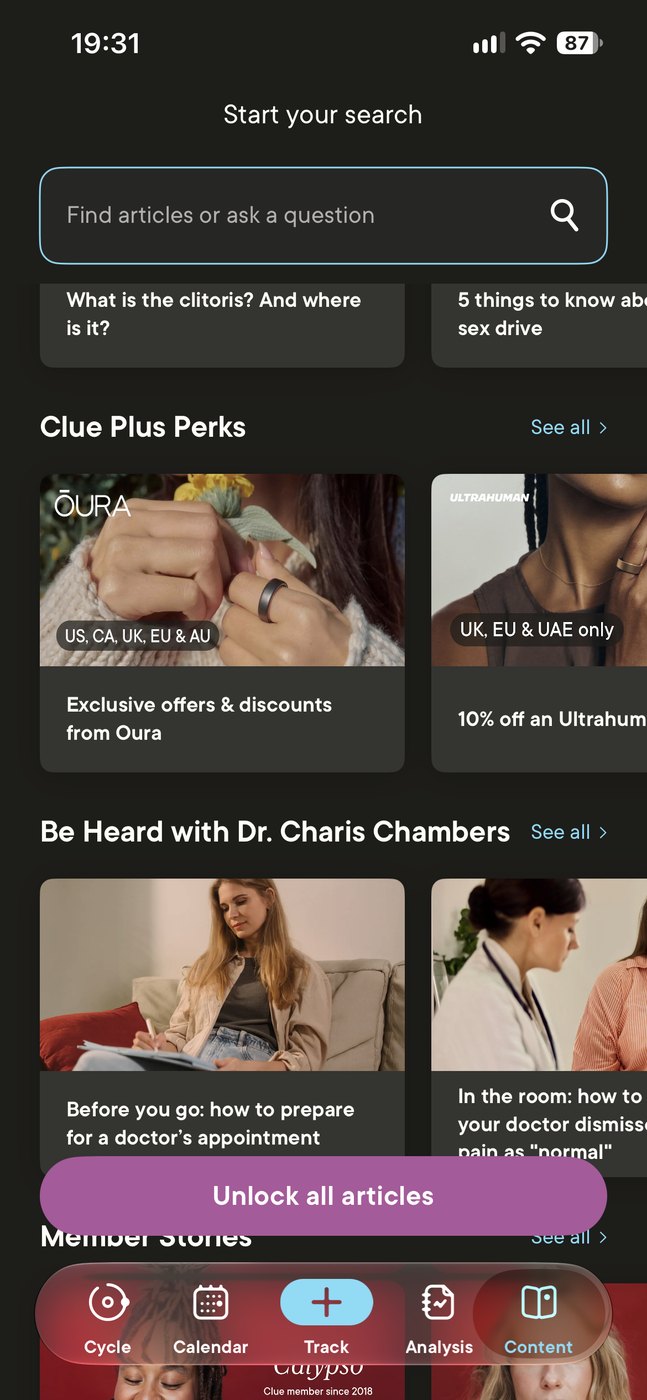 19:31
87
Start your search
Find articles or ask a question
What is the clitoris? And where
is it?
5 things to know
sex drive
Clue Plus Perks
See all
ŌURA
US, CA, UK, EU & AU
Exclusive offers & discounts
from Oura
ULTRAHUMAN
UK, EU & UAE only
10% off an
Be Heard with Dr. Charis Chambers
See all
Before you go: how to prepare
for a doctor's appointment
In the room: how to
your doctor
pain as "normal"
Unlock all articles
Member Stories
See all
Calypso
Clue member since 2018
Cycle
Calendar
Track
Analysis
Content